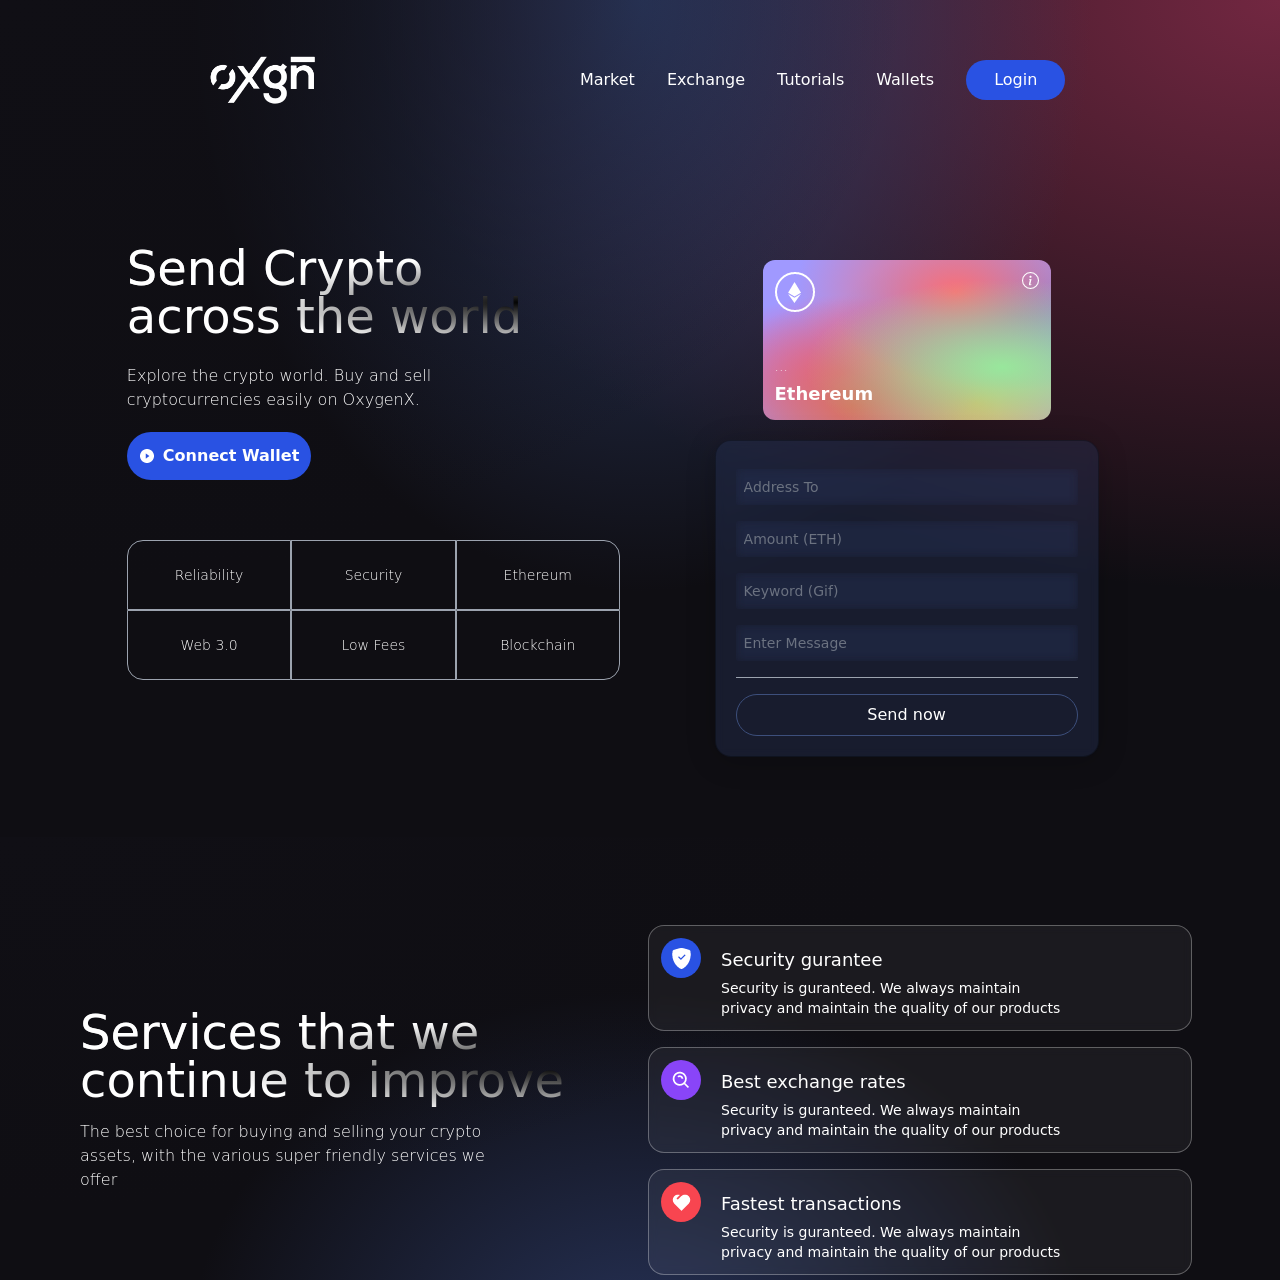 oxgn
Market
Exchange
Tutorials
Wallets
Login
Send Crypto
across the world
Explore the crypto world. Buy and sell
cryptocurrencies easily on OxygenX.
Connect Wallet
Reliability
Security
Ethereum
Web 3.0
Low Fees
Blockchain
...
Ethereum
Address To
Amount (ETH)
Keyword (Gif)
Enter Message
Send now
Services that we
continue to improve
The best choice for buying and selling your crypto
assets, with the various super friendly services we
offer
Security gurantee
Security is guranteed. We always maintain
privacy and maintain the quality of our products
Best exchange rates
Security is guranteed. We always maintain
privacy and maintain the quality of our products
Fastest transactions
Security is guranteed. We always maintain
privacy and maintain the quality of our products